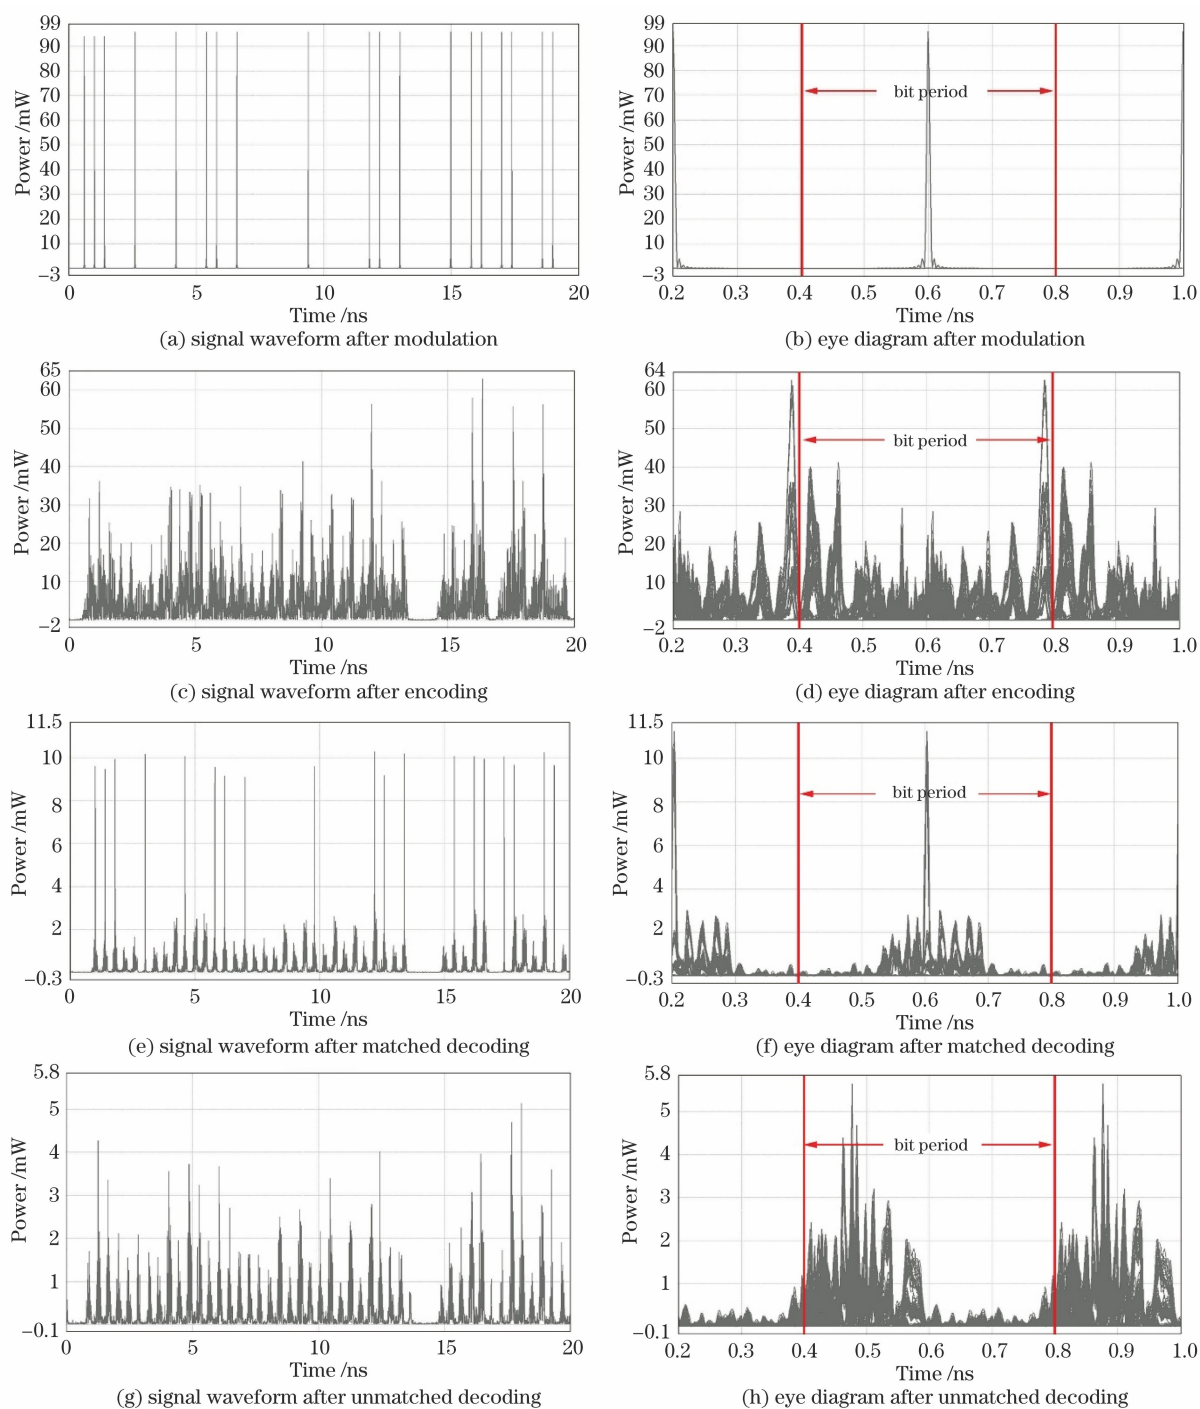 99
90
80
70
60
50
40
30
20
10
−3
Power /mW
0 5 10 15 20
Time /ns
(a) signal waveform after modulation
99
90
80
70
60
50
40
30
20
10
−3
Power /mW
bit period
0.2 0.3 0.4 0.5 0.6 0.7 0.8 0.9 1.0
Time /ns
(b) eye diagram after modulation
65
60
50
40
30
20
10
−2
Power /mW
0 5 10 15 20
Time /ns
(c) signal waveform after encoding
64
60
50
40
30
20
10
−2
Power /mW
bit period
0.2 0.3 0.4 0.5 0.6 0.7 0.8 0.9 1.0
Time /ns
(d) eye diagram after encoding
11.5
10
8
6
4
2
−0.3
Power /mW
0 5 10 15 20
Time /ns
(e) signal waveform after matched decoding
11.5
10
8
6
4
2
−0.3
Power /mW
bit period
0.2 0.3 0.4 0.5 0.6 0.7 0.8 0.9 1.0
Time /ns
(f) eye diagram after matched decoding
5.8
5
4
3
2
1
−0.1
Power /mW
0 5 10 15 20
Time /ns
(g) signal waveform after unmatched decoding
5.8
5
4
3
2
1
−0.1
Power /mW
bit period
0.2 0.3 0.4 0.5 0.6 0.7 0.8 0.9 1.0
Time /ns
(h) eye diagram after unmatched decoding